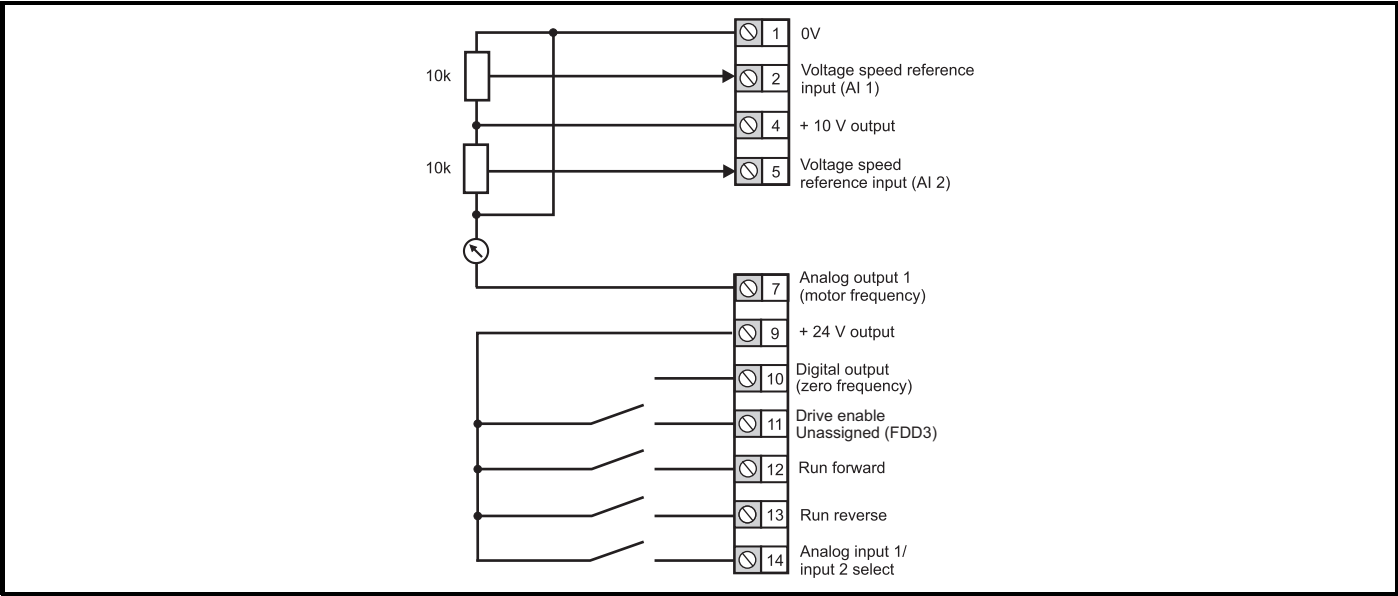 1 0V
10k
2 Voltage speed reference
input (AI 1)
4 + 10 V output
10k
5 Voltage speed
reference input (AI 2)
7 Analog output 1
(motor frequency)
9 + 24 V output
10 Digital output
(zero frequency)
11 Drive enable
Unassigned (FDD3)
12 Run forward
13 Run reverse
14 Analog input 1/
input 2 select